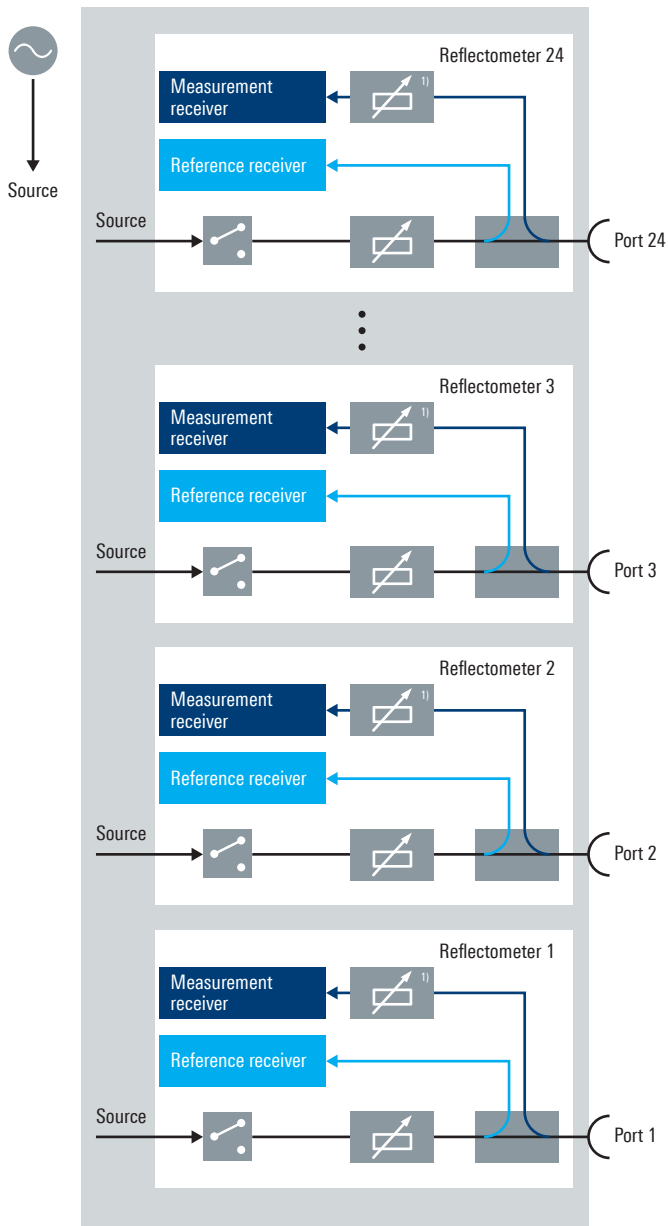 Source
Reflectometer 24
Measurement
receiver
1)
Reference receiver
Source
Port 24
Reflectometer 3
Measurement
receiver
1)
Reference receiver
Source
Port 3
Reflectometer 2
Measurement
receiver
1)
Reference receiver
Source
Port 2
Reflectometer 1
Measurement
receiver
1)
Reference receiver
Source
Port 1